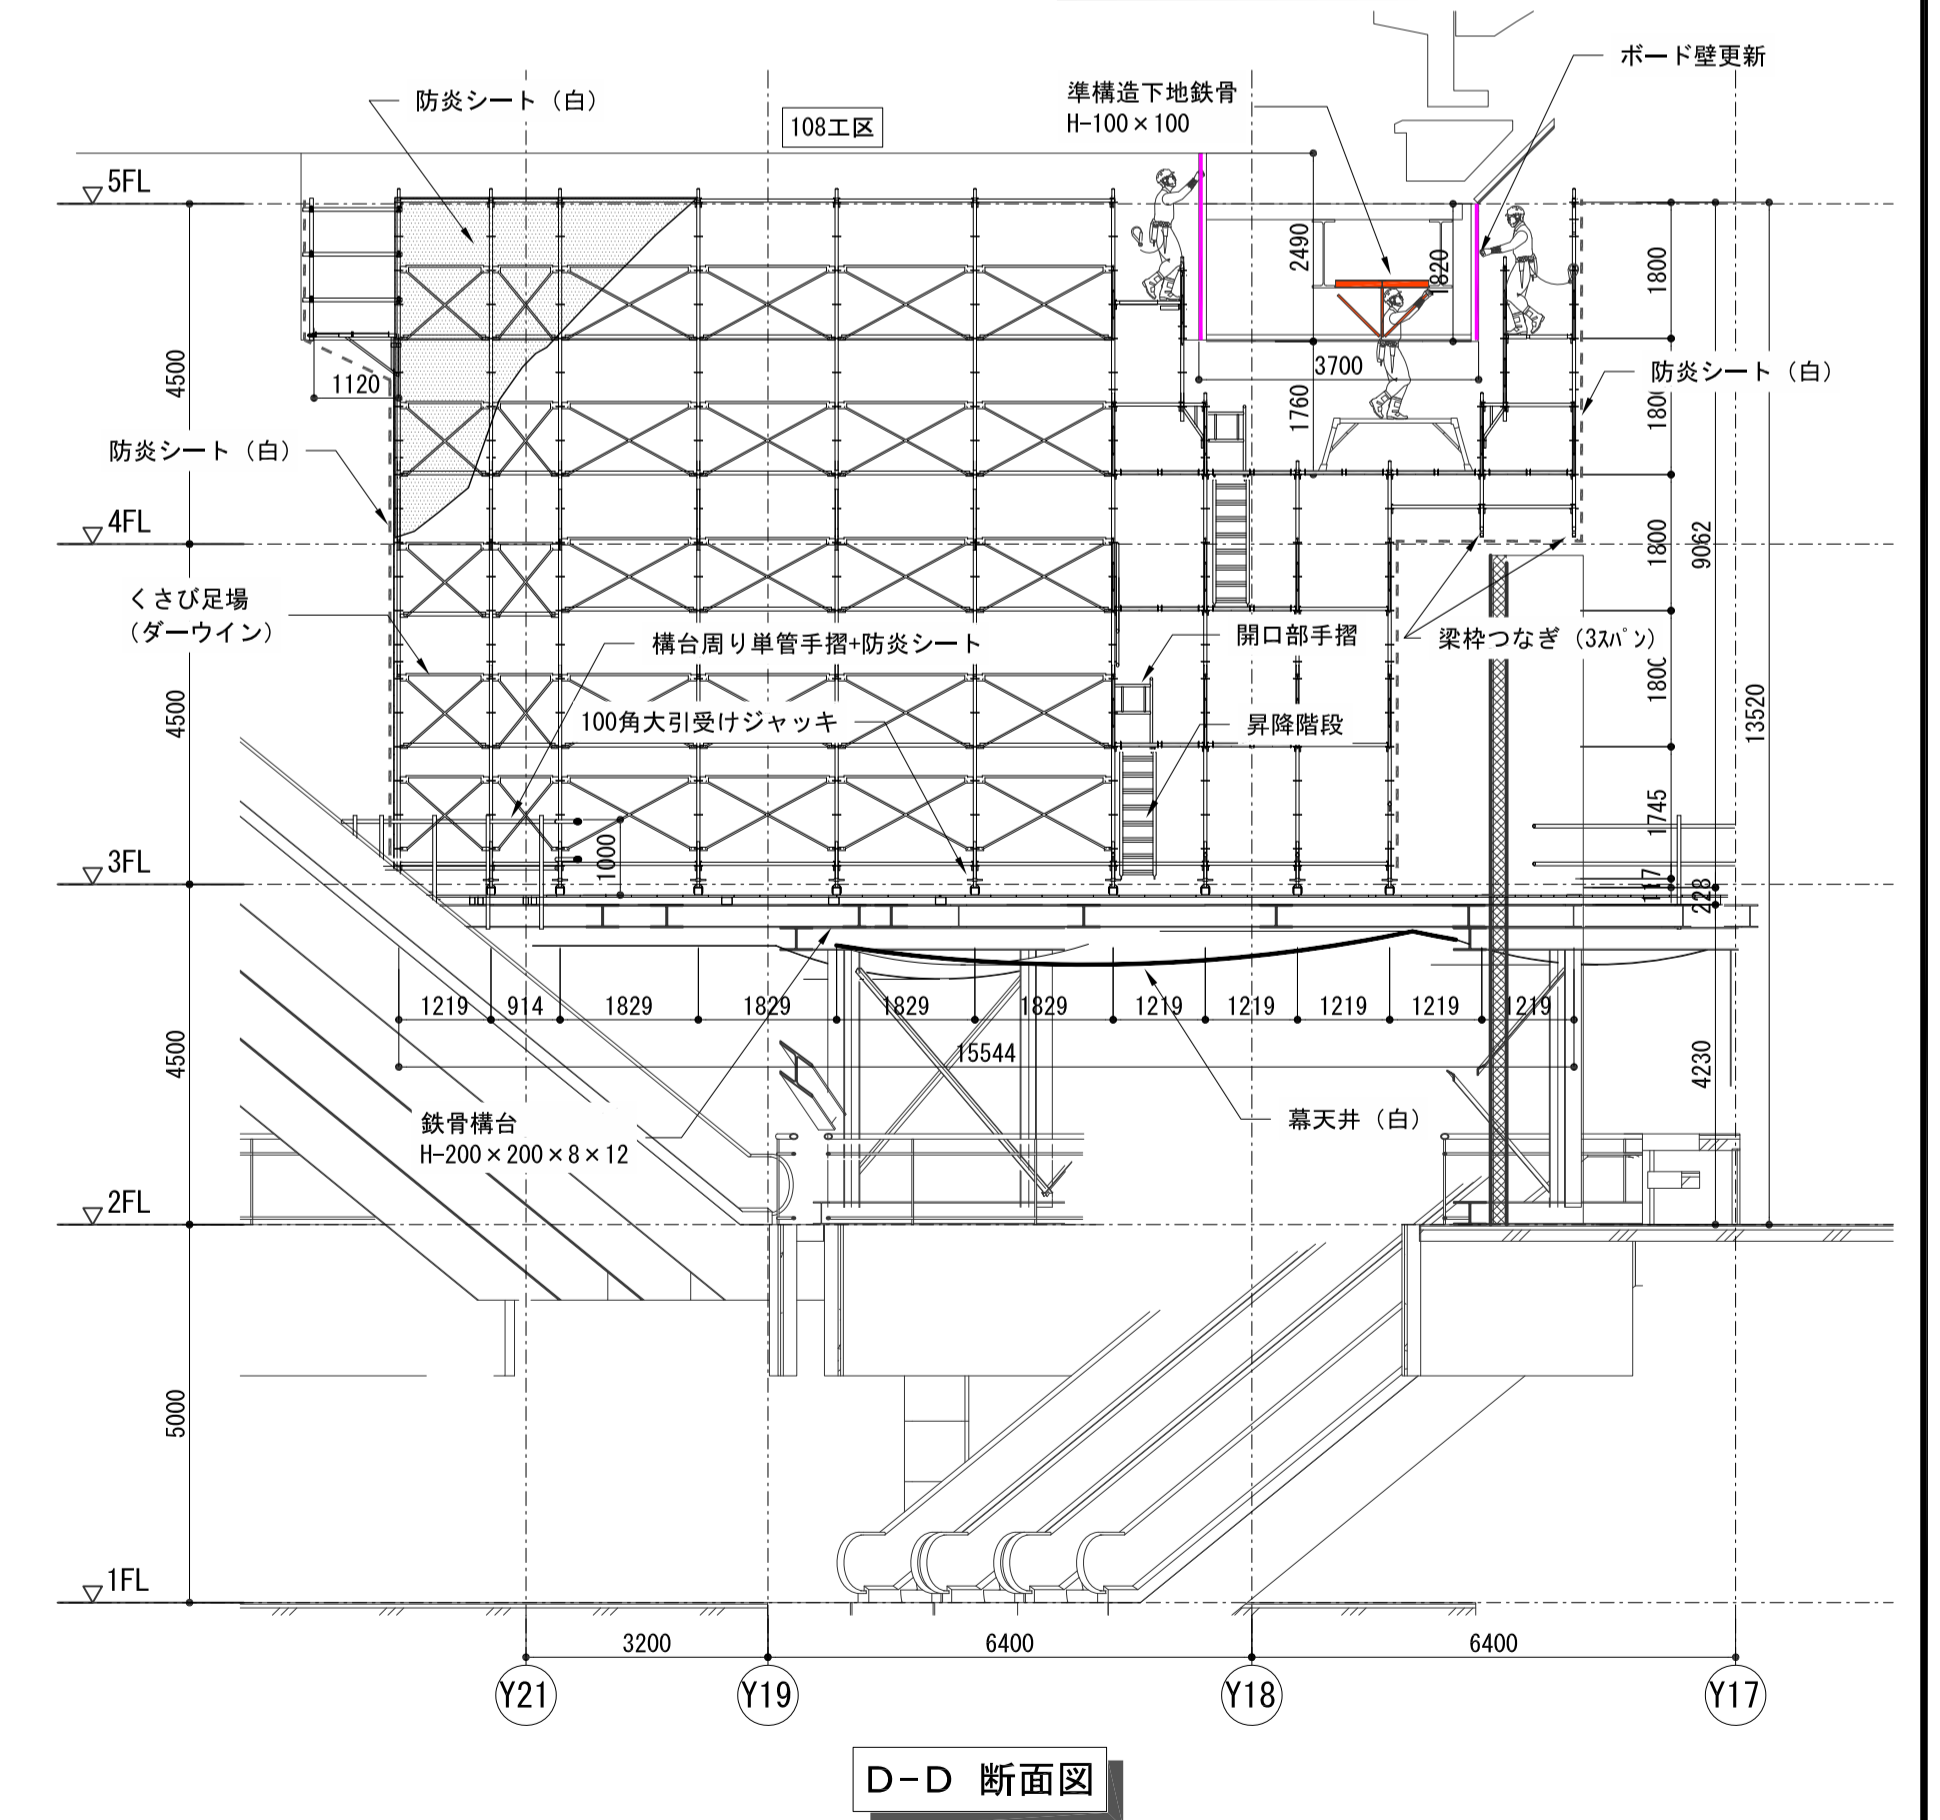 ボード壁更新
防炎シート（白）
準構造下地鉄骨
H-100×100
108工区
5FL
2490
1820
1800
4500
1120
3700
1760
防炎シート（白）
1800
防炎シート（白）
4FL
1800
9062
くさび足場
（ダーウイン）
構台周り単管手摺+防炎シート
開口部手摺
梁枠つなぎ（3ｽﾊﾟﾝ）
1800
4500
100角大引受けジャッキ
昇降階段
13520
1745
1000
3FL
117
228
1219
914
1829
1829
1829
1829
1219
1219
1219
1219
1219
15544
4500
4230
鉄骨構台
H-200×200×8×12
幕天井（白）
2FL
5000
1FL
3200
6400
6400
Y21
Y19
Y18
Y17
D-D 断面図